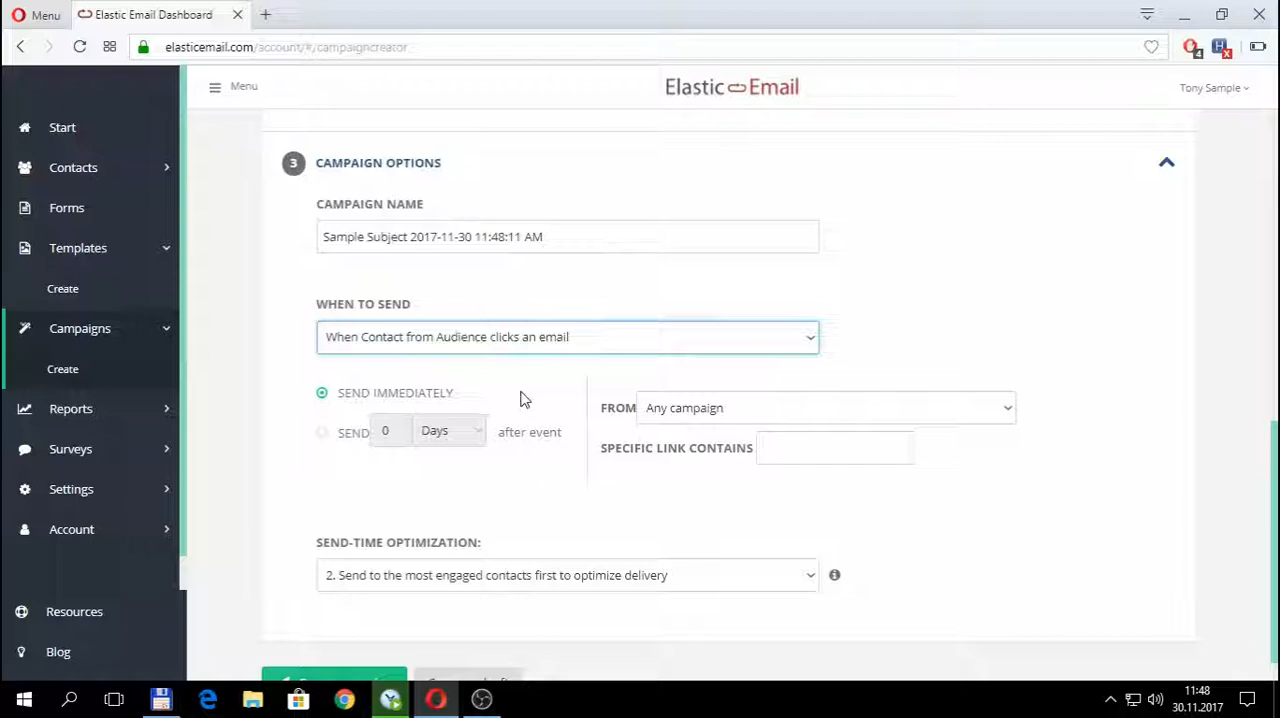 Menu
Elastic Email Dashboard
elasticemail.com/account/#/campaigncreator
4
Start
Contacts
Forms
Templates
Create
Campaigns
Create
Reports
Surveys
Settings
Account
Resources
Blog
Menu
Elastic Email
Tony Sample
3 CAMPAIGN OPTIONS
CAMPAIGN NAME
Sample Subject 2017-11-30 11:48:11 AM
WHEN TO SEND
When Contact from Audience clicks an email
SEND IMMEDIATELY
SEND 0 Days after event
FROM Any campaign
SPECIFIC LINK CONTAINS
SEND-TIME OPTIMIZATION:
2. Send to the most engaged contacts first to optimize delivery
11:48
30.11.2017